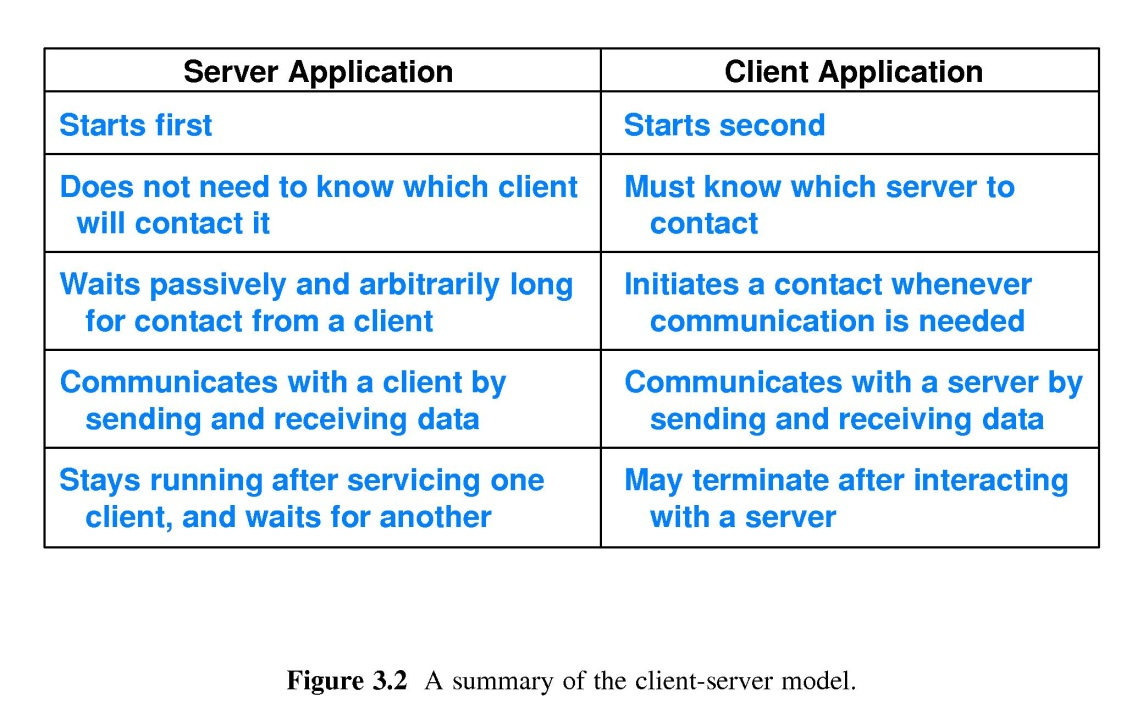 Server Application
Client Application
Starts first
Starts second
Does not need to know which client
will contact it
Must know which server to
contact
Waits passively and arbitrarily long
for contact from a client
Initiates a contact whenever
communication is needed
Communicates with a client by
sending and receiving data
Communicates with a server by
sending and receiving data
Stays running after servicing one
client, and waits for another
May terminate after interacting
with a server
Figure 3.2 A summary of the client-server model.